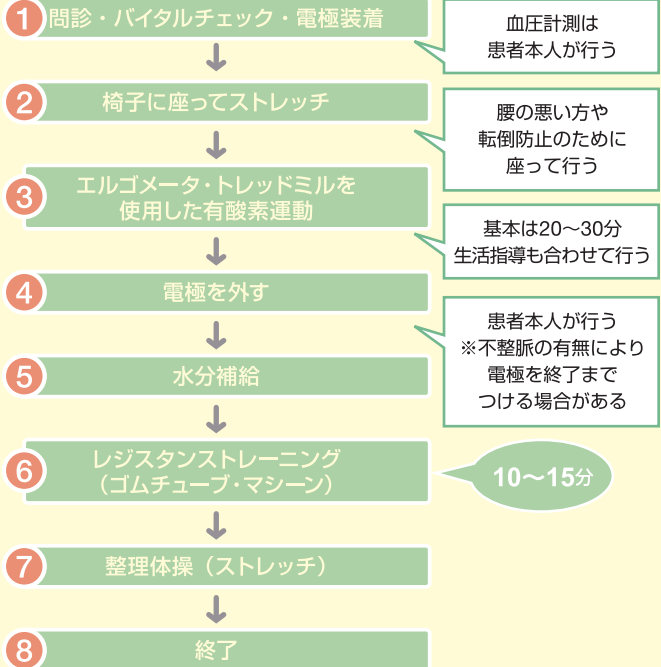 1 問診・バイタルチェック・電極装着
血圧計測は
患者本人が行う
2 椅子に座ってストレッチ
腰の悪い方や
転倒防止のために
座って行う
3 エルゴメータ・トレッドミルを
使用した有酸素運動
基本は20〜30分
生活指導も合わせて行う
4 電極を外す
患者本人が行う
※不整脈の有無により
電極を終了まで
つける場合がある
5 水分補給
6 レジスタンストレーニング
（ゴムチューブ・マシーン）
10〜15分
7 整理体操（ストレッチ）
8 終了